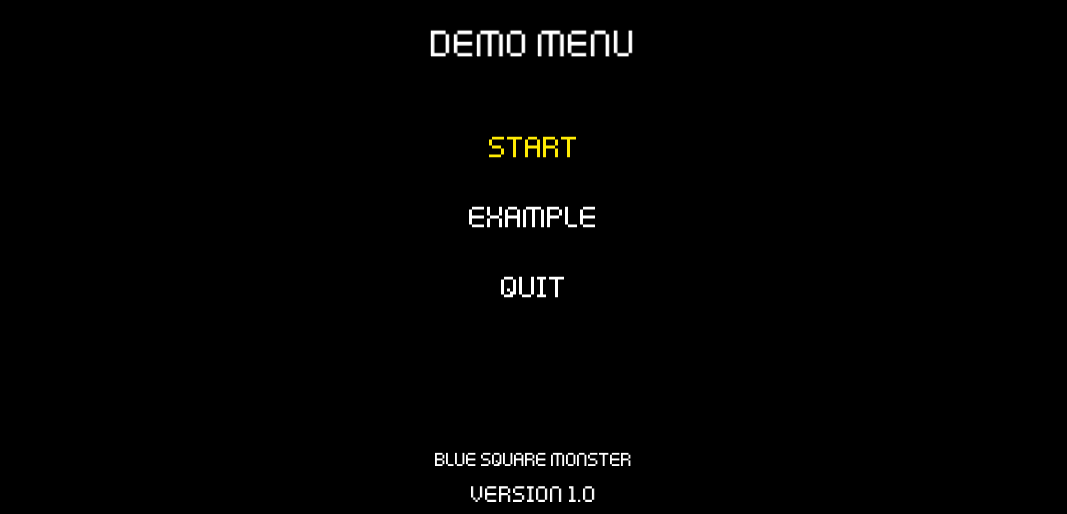 DEMO MENU
START
EXAMPLE
QUIT
BLUE SQUARE MONSTER
VERSION 1.0